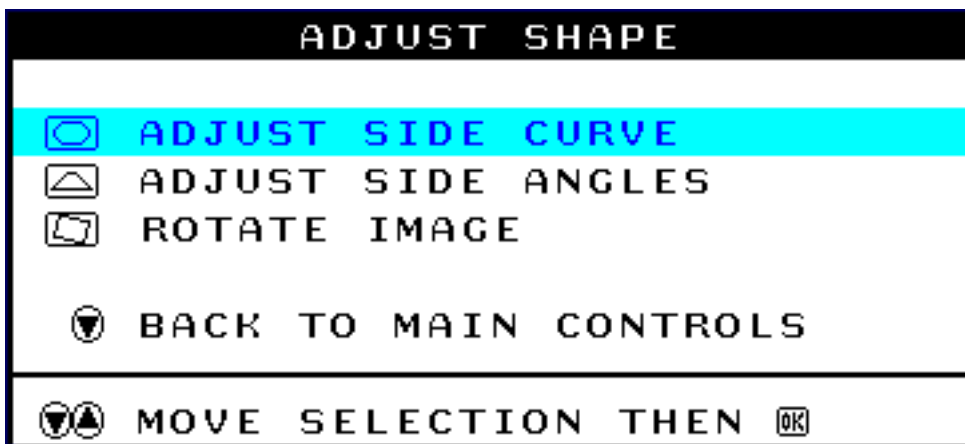 ADJUST SHAPE
ADJUST SIDE CURVE
ADJUST SIDE ANGLES
ROTATE IMAGE
BACK TO MAIN CONTROLS
MOVE SELECTION THEN OK